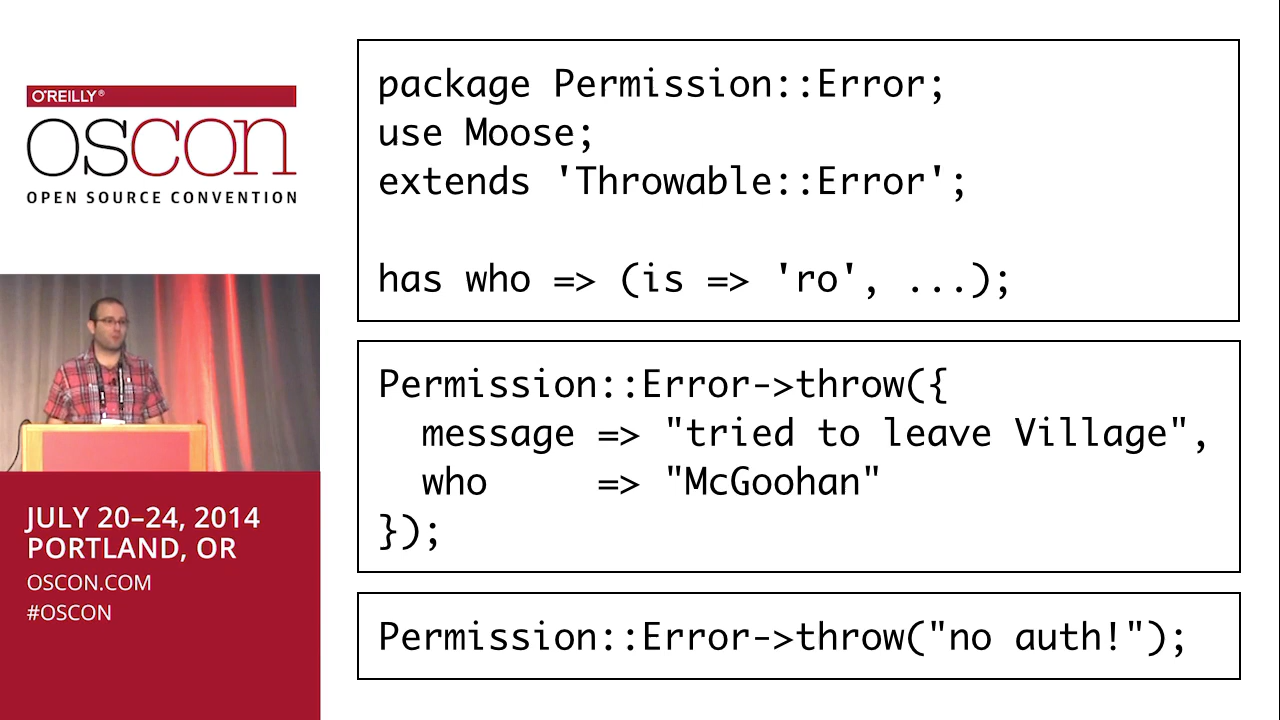 O'REILLY®
OSCON
OPEN SOURCE CONVENTION
JULY 20–24, 2014
PORTLAND, OR
OSCON.COM
#OSCON
package Permission::Error;
use Moose;
extends 'Throwable::Error';

has who => (is => 'ro', ...);
Permission::Error->throw({
  message => "tried to leave Village",
  who     => "McGoohan"
});
Permission::Error->throw("no auth!");